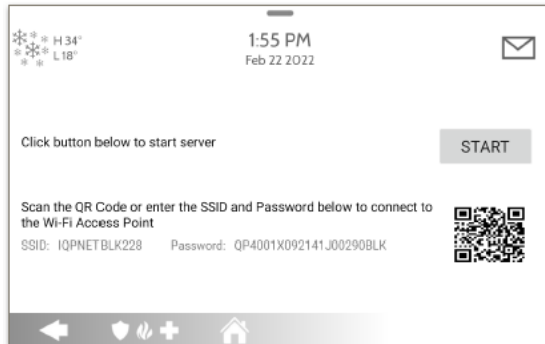 H 34°
L 18°
1:55 PM
Feb 22 2022
Click button below to start server
START
Scan the QR Code or enter the SSID and Password below to connect to
the Wi-Fi Access Point
SSID: IQPNETBLK228 Password: QP4001X092141J00290BLK